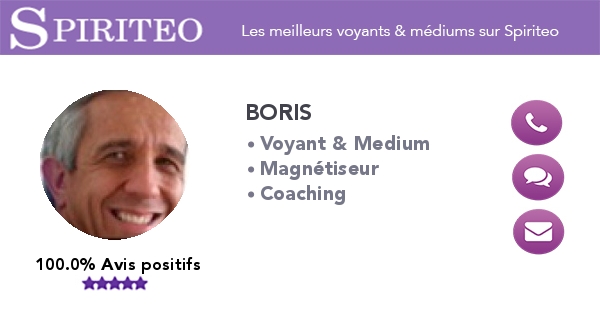 SPIRITEO
Les meilleurs voyants & médiums sur Spiriteo
BORIS
• Voyant & Medium
• Magnétiseur
• Coaching
100.0% Avis positifs